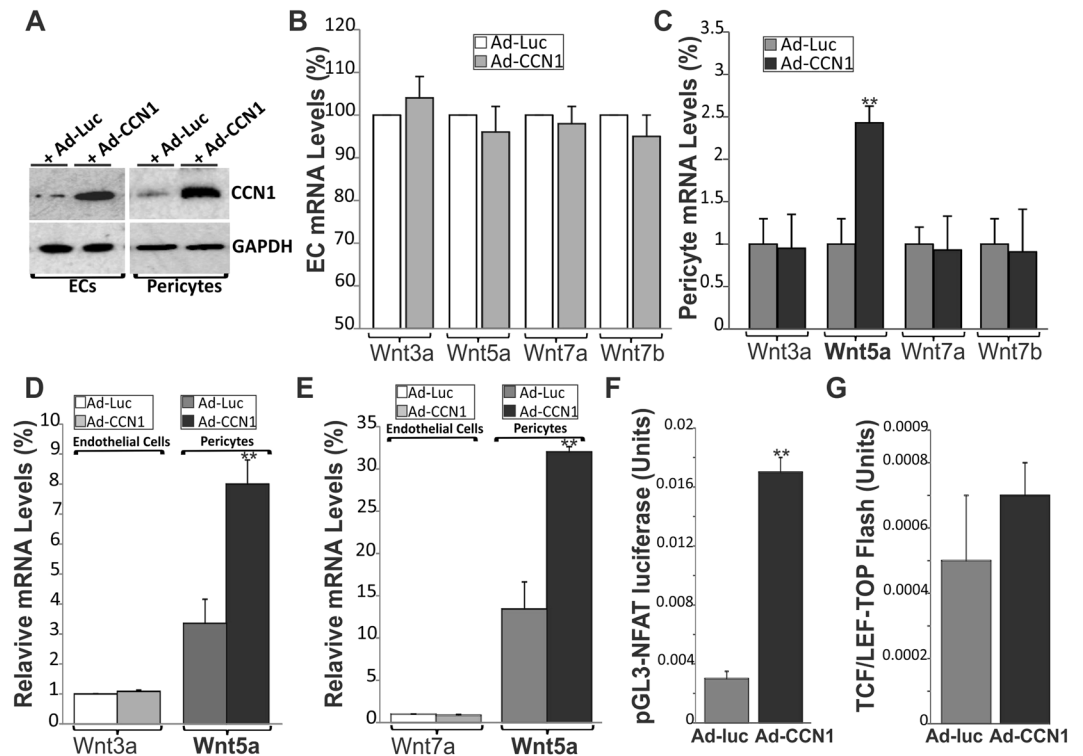 A
+ Ad-Luc
+ Ad-CCN1
+ Ad-Luc
+ Ad-CCN1
CCN1
GAPDH
ECs
Pericytes
B
Ad-Luc
Ad-CCN1
EC mRNA Levels (%)
120
110
100
90
80
70
60
50
Wnt3a
Wnt5a
Wnt7a
Wnt7b
C
Ad-Luc
Ad-CCN1
Pericyte mRNA Levels (%)
3.5
3
2.5
2
1.5
1
0.5
0
**
Wnt3a
Wnt5a
Wnt7a
Wnt7b
D
Ad-Luc
Ad-CCN1
Ad-Luc
Ad-CCN1
Endothelial Cells
Pericytes
Relavive mRNA Levels (%)
10
9
8
7
6
5
4
3
2
1
0
**
Wnt3a
Wnt5a
E
Ad-Luc
Ad-CCN1
Ad-Luc
Ad-CCN1
Endothelial Cells
Pericytes
Relavive mRNA Levels (%)
35
30
25
20
15
10
5
0
**
Wnt7a
Wnt5a
F
pGL3-NFAT luciferase (Units)
0.02
0.016
0.012
0.008
0.004
0
**
Ad-luc
Ad-CCN1
G
TCF/LEF-TOP Flash (Units)
0.0009
0.0008
0.0006
0.0004
0.0002
0
Ad-luc
Ad-CCN1